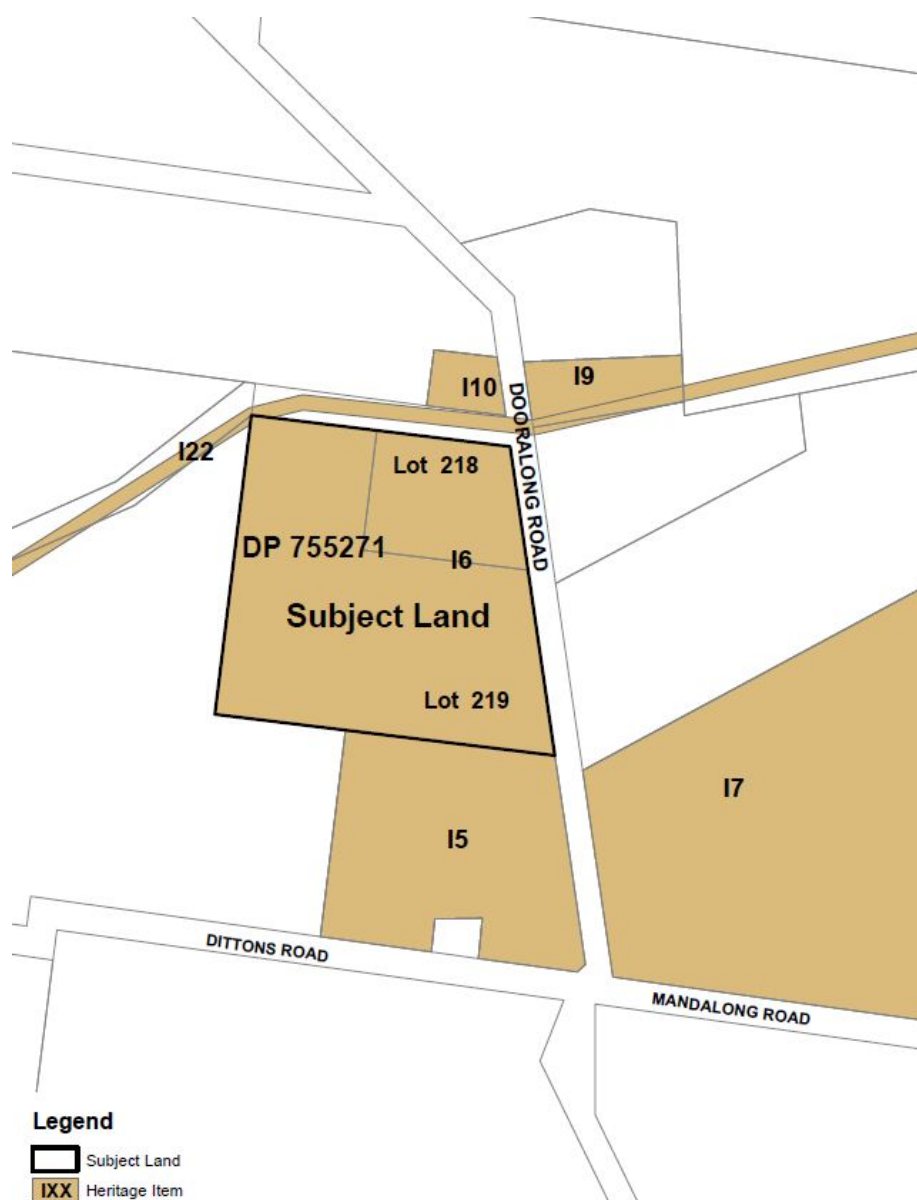 I10
I9
DOORALONG ROAD
I22
Lot 218
DP 755271
I6
Subject Land
Lot 219
I7
I5
DITTONS ROAD
MANDALONG ROAD
Legend
Subject Land
IXX Heritage Item